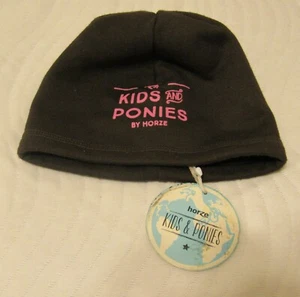 KIDS AND
PONIES
BY HORZE
horze
KIDS & PONIES